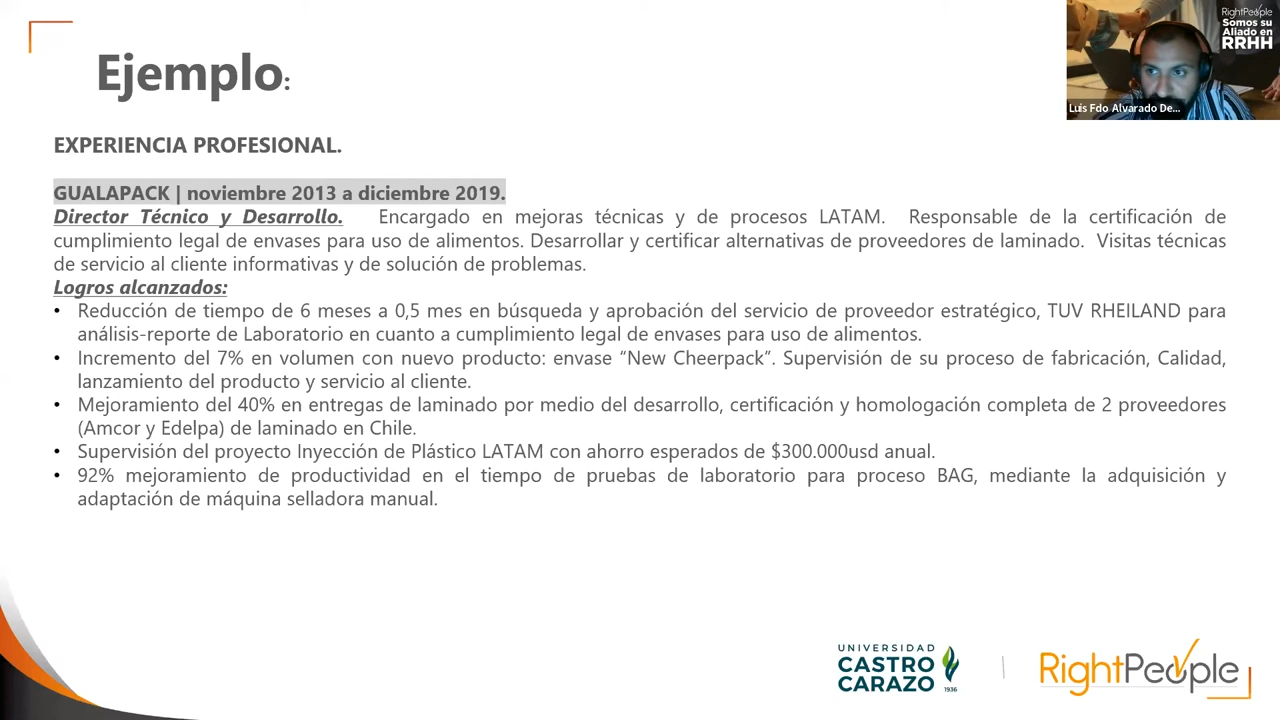 RightPeople
Somos su
Aliado en
RRHH
Luis Fdo Alvarado De...
Ejemplo:
EXPERIENCIA PROFESIONAL.
GUALAPACK | noviembre 2013 a diciembre 2019.
Director Técnico y Desarrollo. Encargado en mejoras técnicas y de procesos LATAM. Responsable de la certificación de
cumplimiento legal de envases para uso de alimentos. Desarrollar y certificar alternativas de proveedores de laminado. Visitas técnicas
de servicio al cliente informativas y de solución de problemas.
Logros alcanzados:
• Reducción de tiempo de 6 meses a 0,5 mes en búsqueda y aprobación del servicio de proveedor estratégico, TUV RHEILAND para
análisis-reporte de Laboratorio en cuanto a cumplimiento legal de envases para uso de alimentos.
• Incremento del 7% en volumen con nuevo producto: envase “New Cheerpack”. Supervisión de su proceso de fabricación, Calidad,
lanzamiento del producto y servicio al cliente.
• Mejoramiento del 40% en entregas de laminado por medio del desarrollo, certificación y homologación completa de 2 proveedores
(Amcor y Edelpa) de laminado en Chile.
• Supervisión del proyecto Inyección de Plástico LATAM con ahorro esperados de $300.000usd anual.
• 92% mejoramiento de productividad en el tiempo de pruebas de laboratorio para proceso BAG, mediante la adquisición y
adaptación de máquina selladora manual.
UNIVERSIDAD
CASTRO
CARAZO
1936
RightPeople